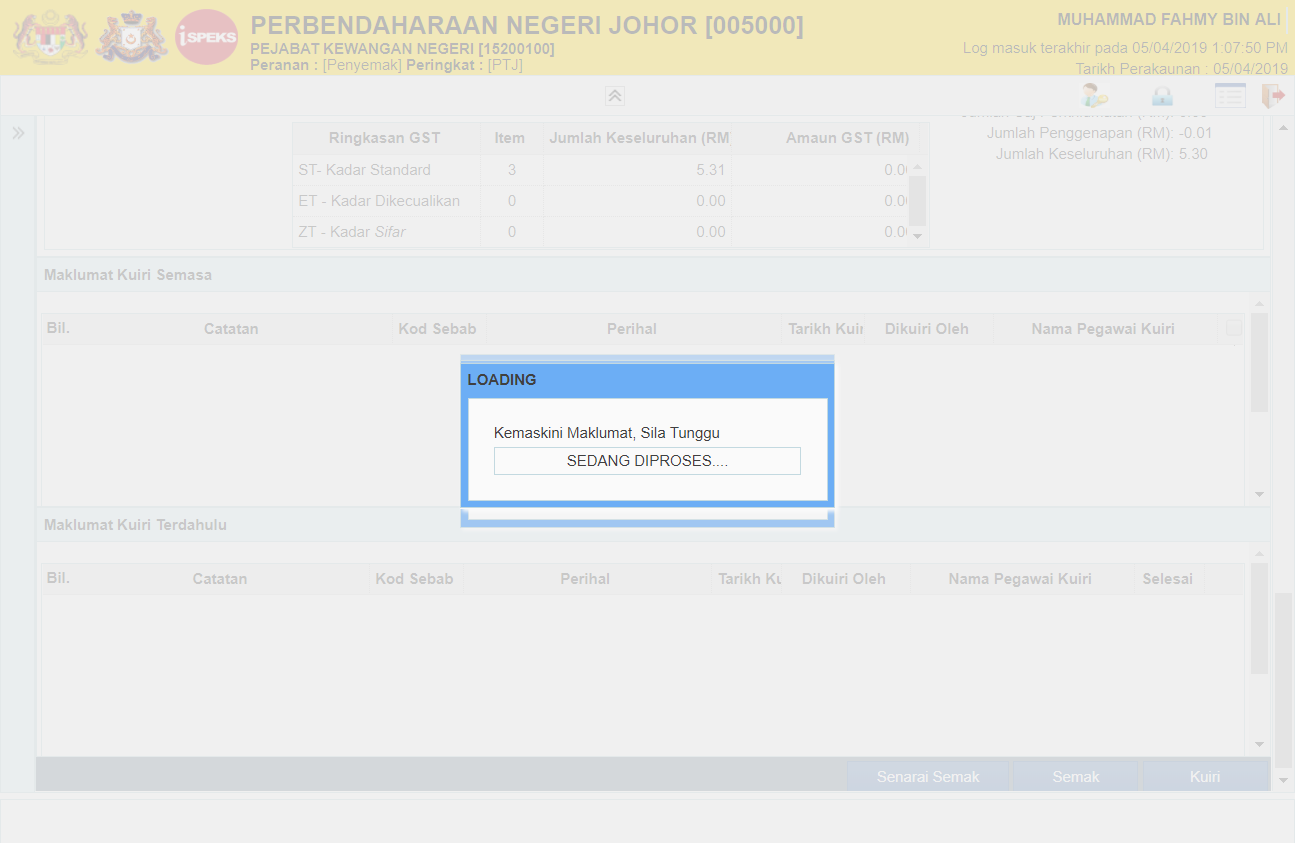 iSPEKS
PERBENDAHARAAN NEGERI JOHOR [005000]
PEJABAT KEWANGAN NEGERI [15200100]
Peranan : [Penyemak] Peringkat : [PTJ]
MUHAMMAD FAHMY BIN ALI
Log masuk terakhir pada 05/04/2019 1:07:50 PM
Tarikh Perakaunan : 05/04/2019
Jumlah Penggenapan (RM): -0.01
Jumlah Keseluruhan (RM): 5.30
Ringkasan GST Item Jumlah Keseluruhan (RM Amaun GST (RM)
ST- Kadar Standard 3 5.31 0.0
ET - Kadar Dikecualikan 0 0.00 0.0
ZT - Kadar Sifar 0 0.00 0.0
Maklumat Kuiri Semasa
Bil. Catatan Kod Sebab Perihal Tarikh Kuir Dikuiri Oleh Nama Pegawai Kuiri
LOADING
Kemaskini Maklumat, Sila Tunggu
SEDANG DIPROSES....
Maklumat Kuiri Terdahulu
Bil. Catatan Kod Sebab Perihal Tarikh Ku Dikuiri Oleh Nama Pegawai Kuiri Selesai
Senarai Semak Semak Kuiri